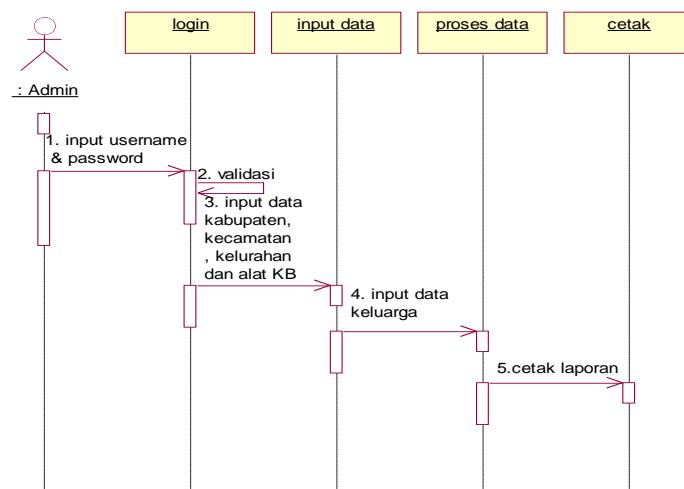 login
input data
proses data
cetak
: Admin
1. input username
& password
2. validasi
3. input data
kabupaten,
kecamatan
, kelurahan
dan alat KB
4. input data
keluarga
5.cetak laporan